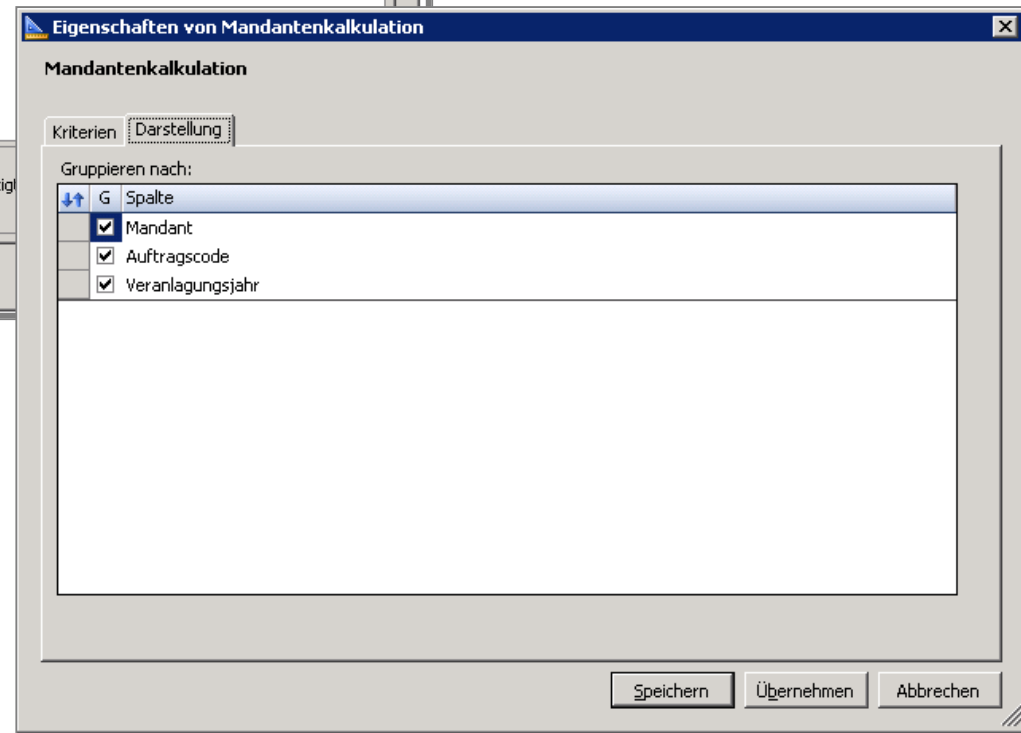 Eigenschaften von Mandantenkalkulation
Mandantenkalkulation
Kriterien Darstellung
Gruppieren nach:
G Spalte
Mandant
Auftragscode
Veranlagungsjahr
Speichern Übernehmen Abbrechen